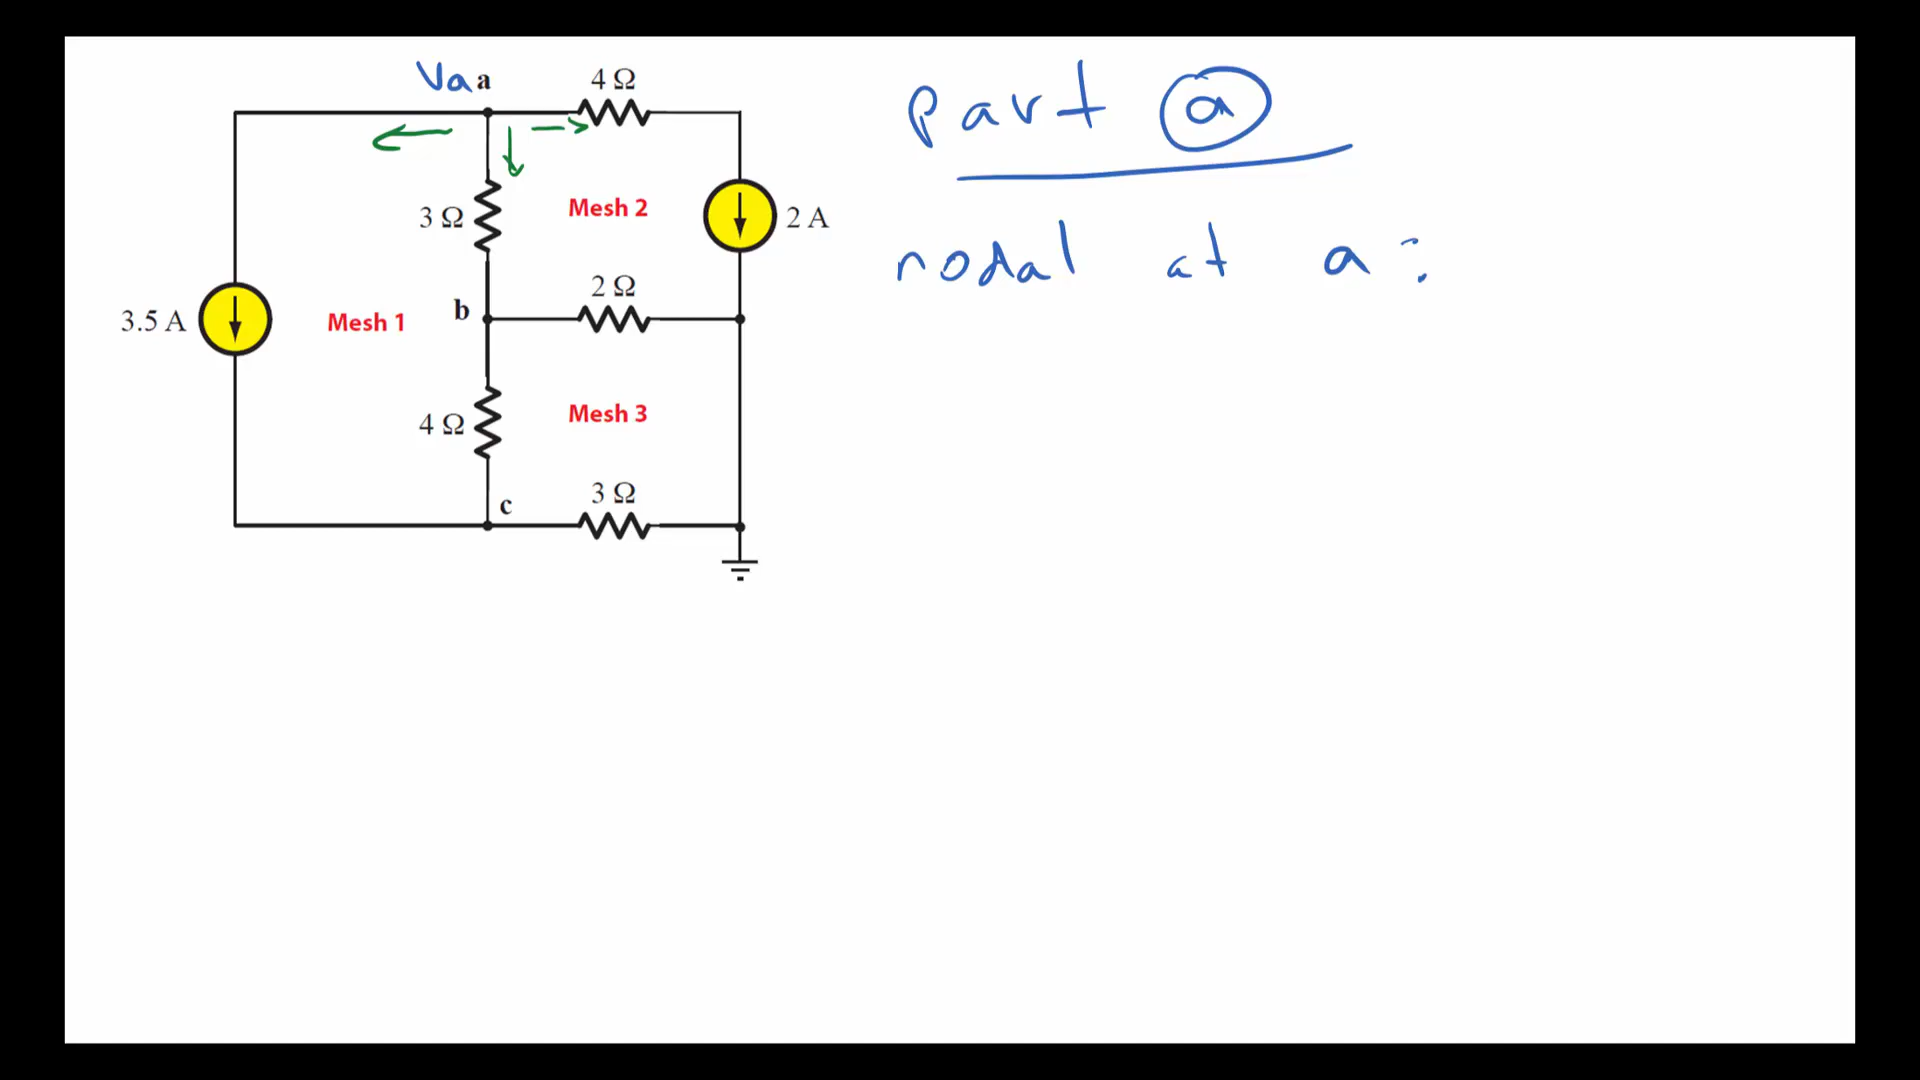 Va a
4 Ω
part a
3 Ω
Mesh 2
2 A
nodal at a :
2 Ω
b
3.5 A
Mesh 1
4 Ω
Mesh 3
3 Ω
c